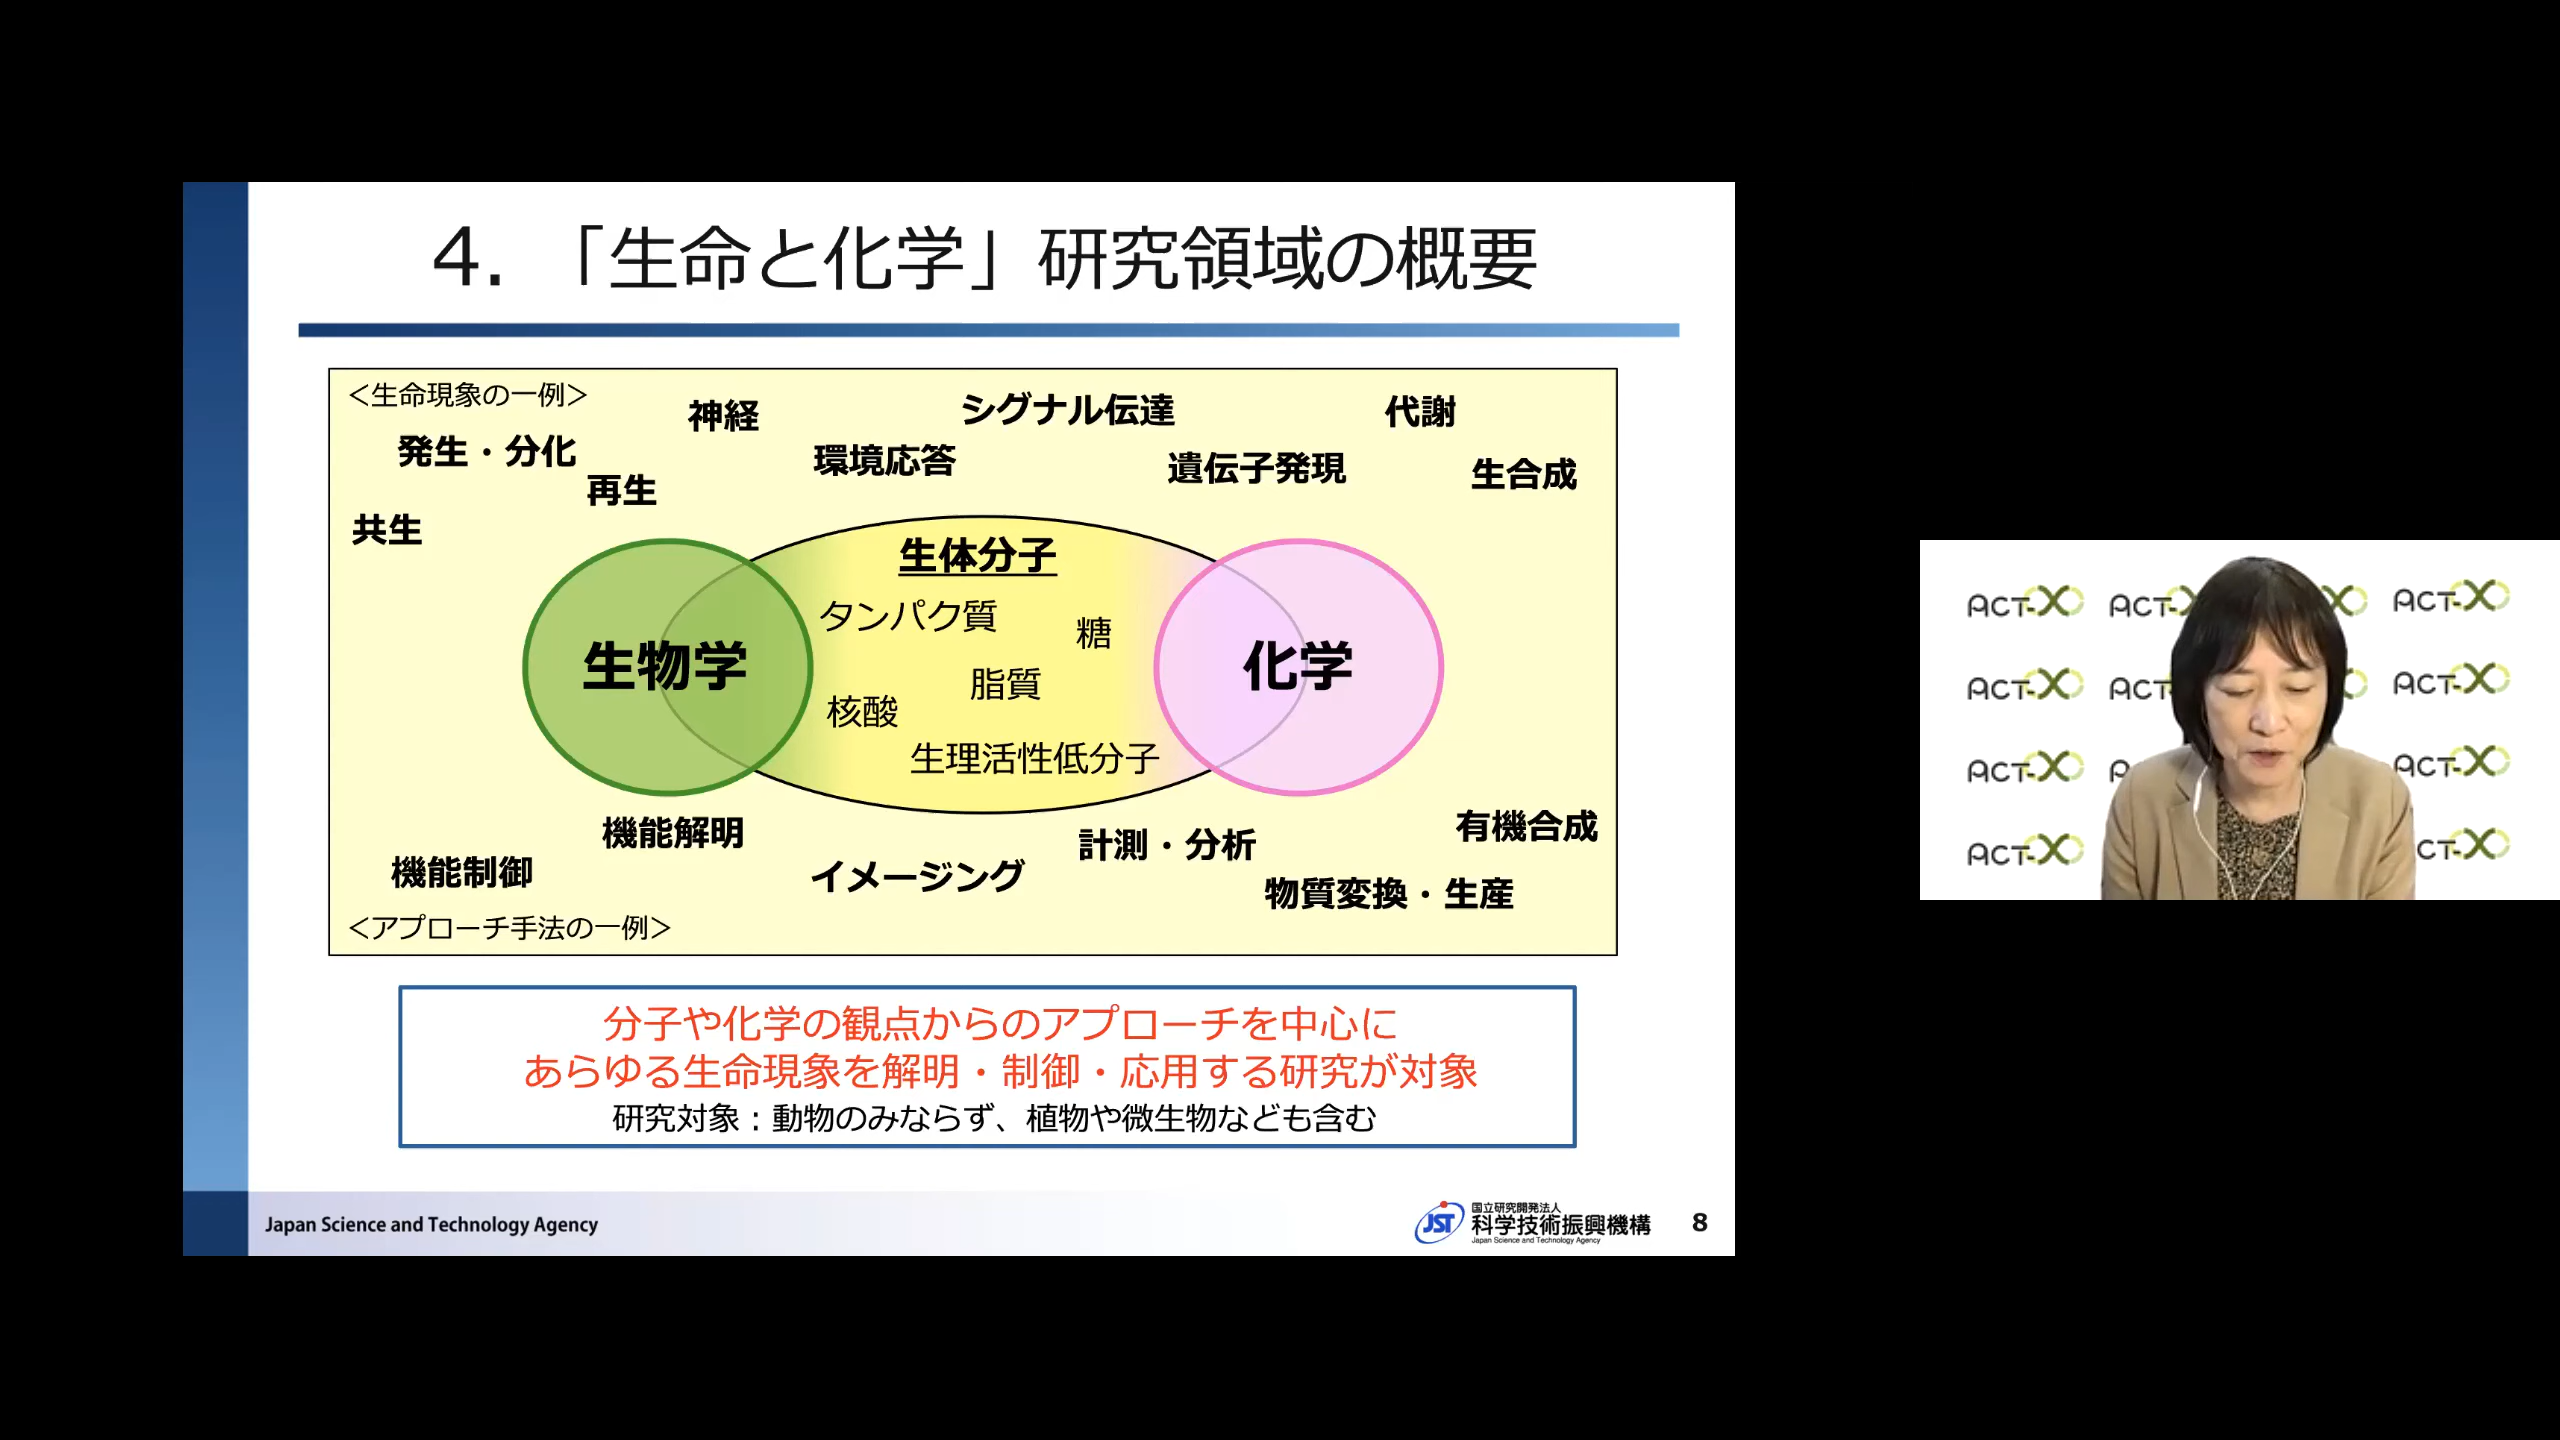 4. 「生命と化学」研究領域の概要
＜生命現象の一例＞
神経
シグナル伝達
代謝
発生・分化
環境応答
遺伝子発現
生合成
再生
共生
生体分子
タンパク質
糖
生物学
化学
脂質
核酸
生理活性低分子
機能解明
計測・分析
有機合成
機能制御
イメージング
物質変換・生産
＜アプローチ手法の一例＞
分子や化学の観点からのアプローチを中心に
あらゆる生命現象を解明・制御・応用する研究が対象
研究対象：動物のみならず、植物や微生物なども含む
Japan Science and Technology Agency
JST
国立研究開発法人
科学技術振興機構
Japan Science and Technology Agency
8
ACT-X ACT-X ACT-X
ACT-X ACT ACT-X
ACT-X A ACT-X
ACT-X CT-X